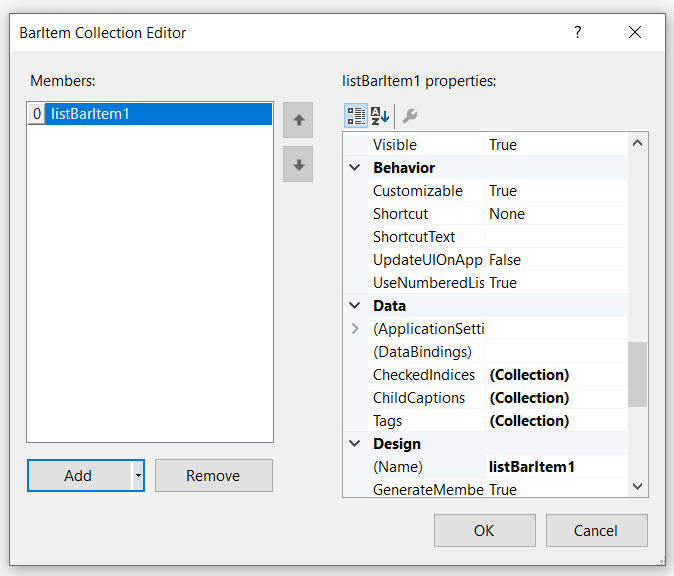 BarItem Collection Editor ?
Members:
0 listBarItem1
Add
Remove
listBarItem1 properties:
Visible True
Behavior
Customizable True
Shortcut None
ShortcutText
UpdateUIOnApp False
UseNumberedLis True
Data
(ApplicationSetti
(DataBindings)
CheckedIndices (Collection)
ChildCaptions (Collection)
Tags (Collection)
Design
(Name) listBarItem1
GenerateMembe True
OK
Cancel